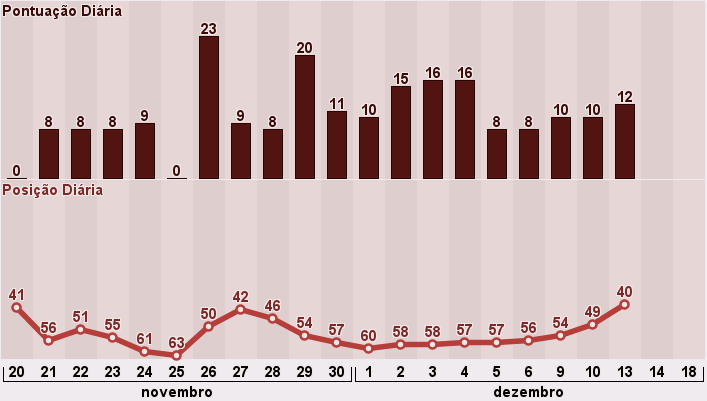 Pontuação Diária
0 8 8 8 9 0 23 9 8 20 11 10 15 16 16 8 8 10 10 12
Posição Diária
41 56 51 55 61 63 50 42 46 54 57 60 58 58 57 57 56 54 49 40
20 21 22 23 24 25 26 27 28 29 30 1 2 3 4 5 6 9 10 13 14 18
novembro dezembro